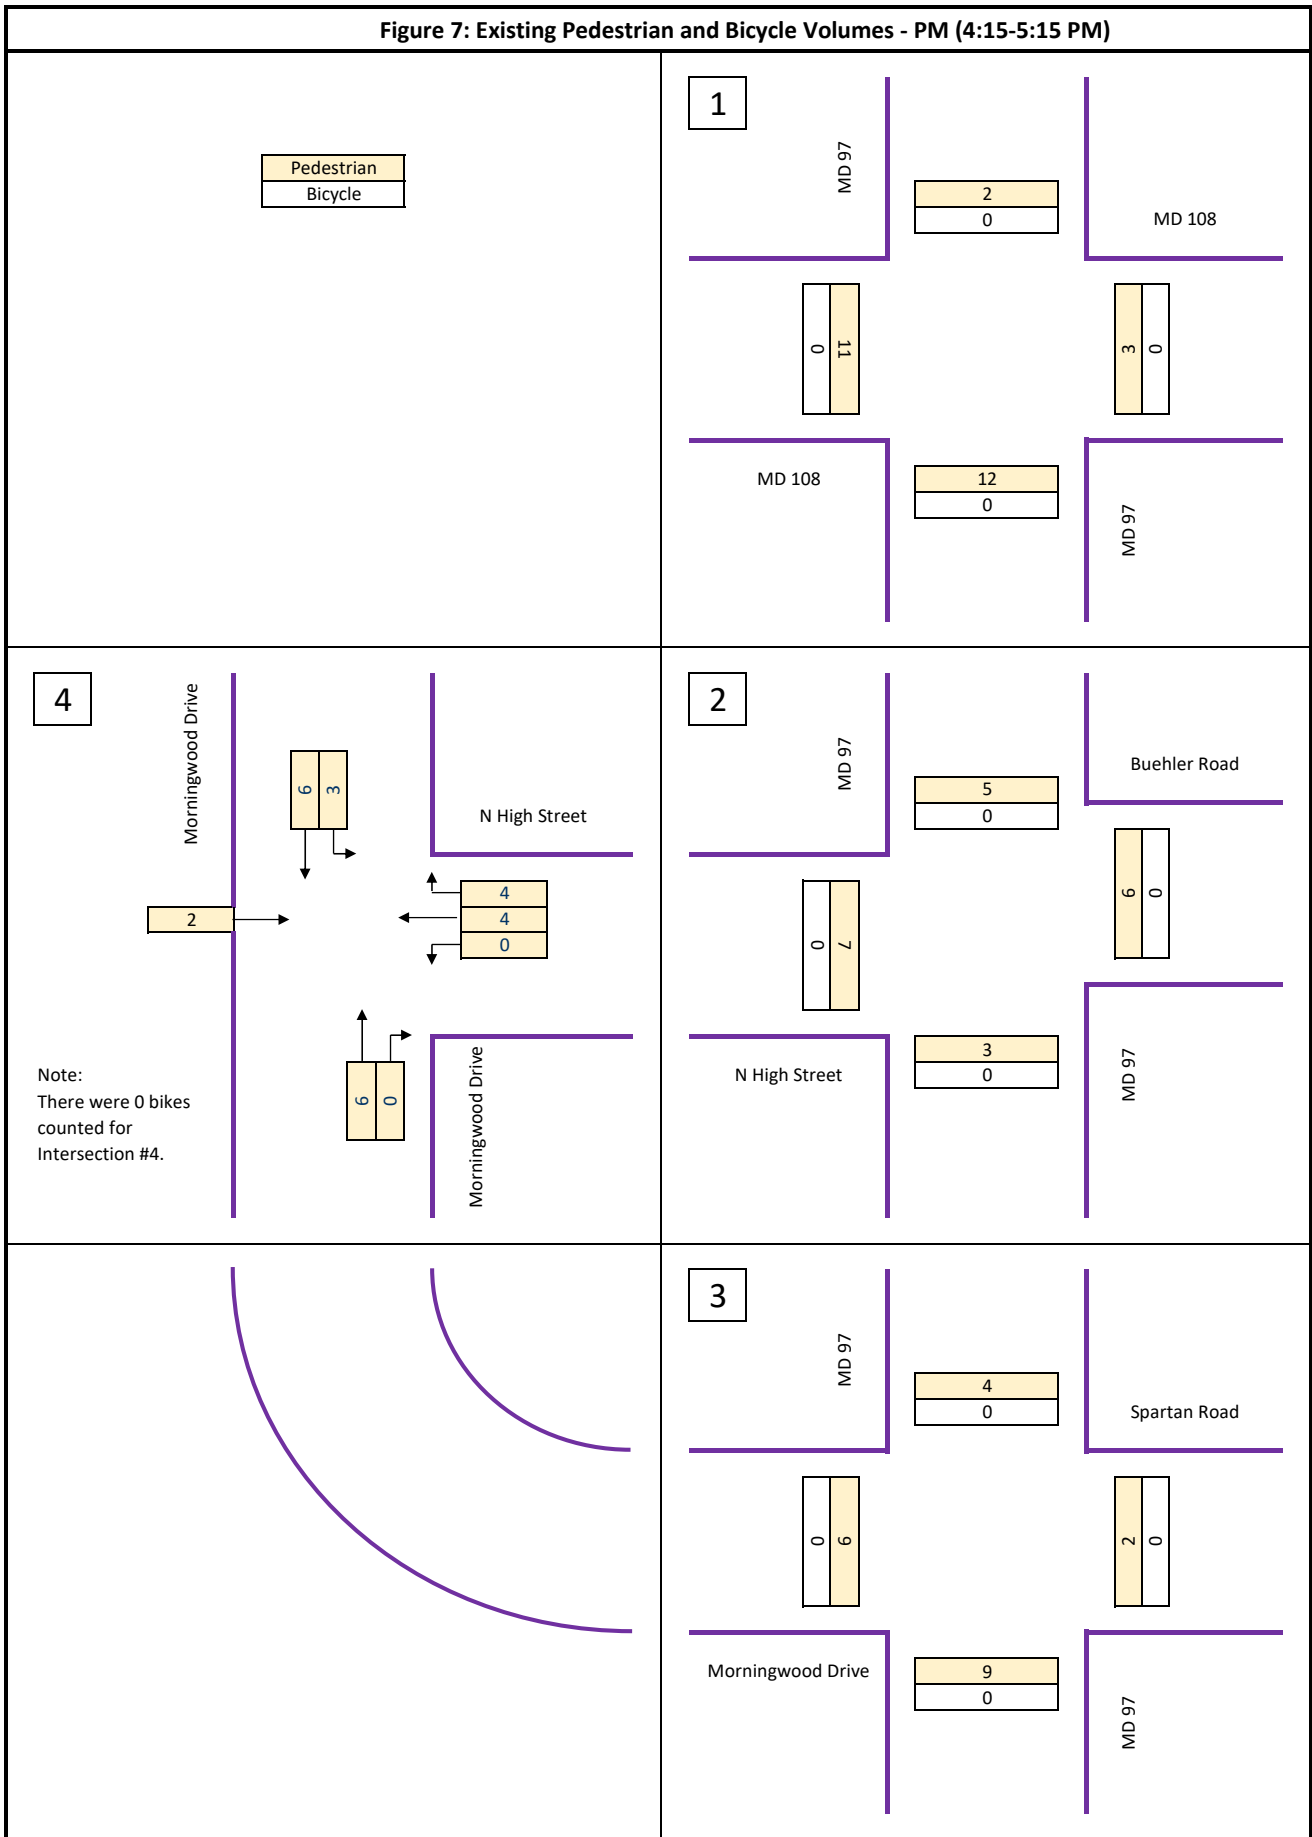 Figure 7: Existing Pedestrian and Bicycle Volumes - PM (4:15-5:15 PM)
Pedestrian
Bicycle
1
MD 97
2
0
MD 108
0
11
3
0
MD 108
12
0
MD 97
4
Morningwood Drive
6
3
N High Street
2
4
4
0
6
0
Morningwood Drive
Note:
There were 0 bikes
counted for
Intersection #4.
2
MD 97
5
0
Buehler Road
0
7
6
0
N High Street
3
0
MD 97
3
MD 97
4
0
Spartan Road
0
6
2
0
Morningwood Drive
9
0
MD 97